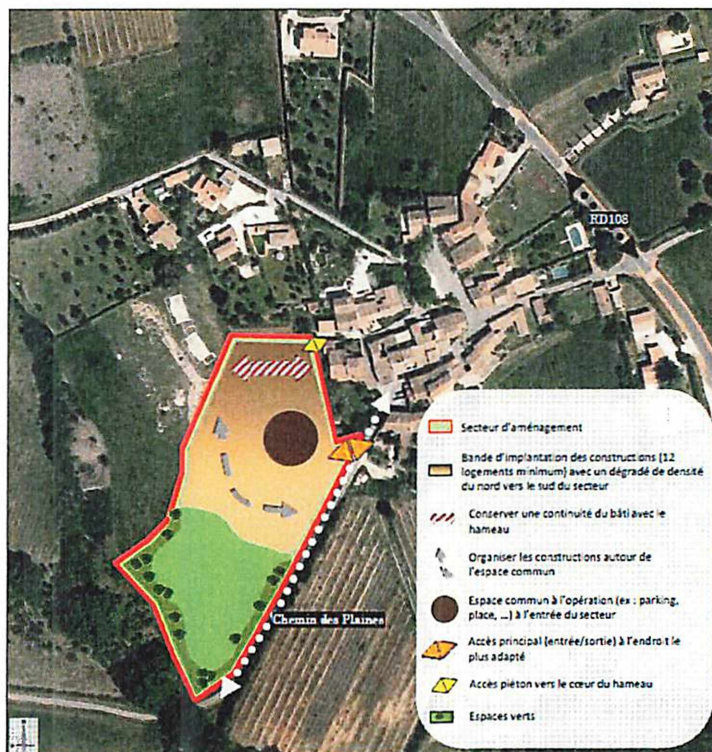 RD108
Secteur d'aménagement
Bande d'implantation des constructions (12
logements minimum) avec un dégradé de densité
du nord vers le sud du secteur
Conserver une continuité du bâti avec le
hameau
Organiser les constructions autour de
l'espace commun
Espace commun à l'opération (ex : parking,
place, ...) à l'entrée du secteur
Accès principal (entrée/sortie) à l'endroit le
plus adapté
Chemin des Plaines
Accès piéton vers le cœur du hameau
Espaces verts